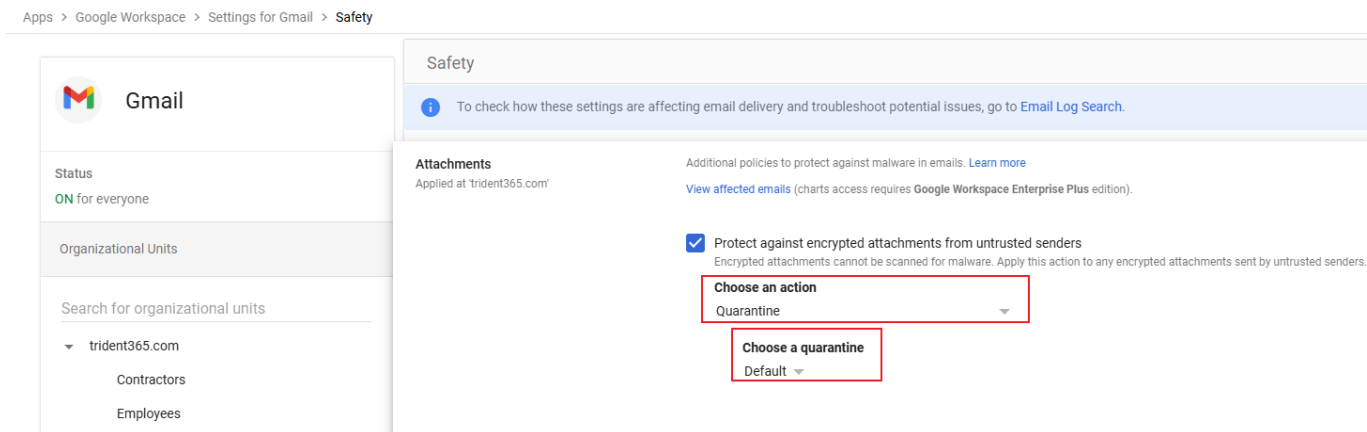 Apps > Google Workspace > Settings for Gmail > Safety
Gmail
Status
ON for everyone
Organizational Units
Search for organizational units
trident365.com
Contractors
Employees
Safety
To check how these settings are affecting email delivery and troubleshoot potential issues, go to Email Log Search.
Attachments
Applied at 'trident365.com'
Additional policies to protect against malware in emails. Learn more
View affected emails (charts access requires Google Workspace Enterprise Plus edition).
Protect against encrypted attachments from untrusted senders
Encrypted attachments cannot be scanned for malware. Apply this action to any encrypted attachments sent by untrusted senders.
Choose an action
Quarantine
Choose a quarantine
Default